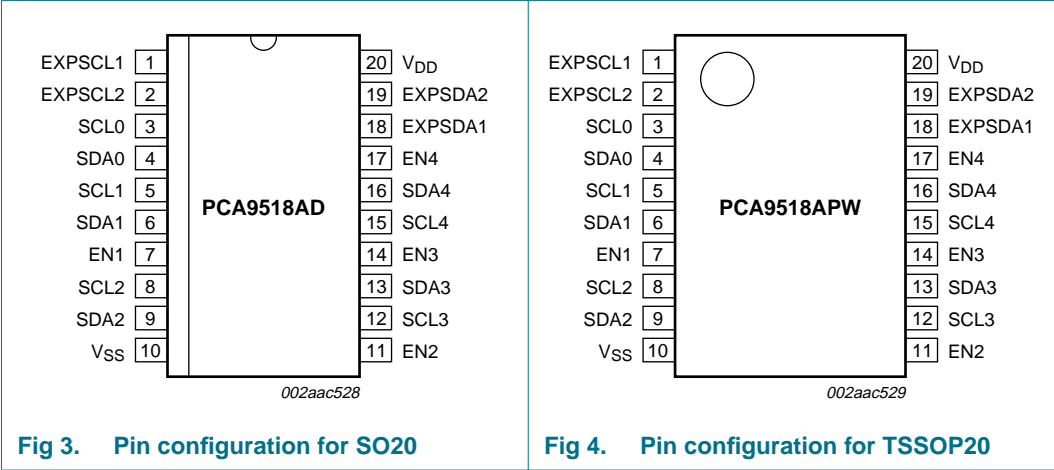 EXPSCL1 1
EXPSCL2 2
SCL0 3
SDA0 4
SCL1 5
SDA1 6
EN1 7
SCL2 8
SDA2 9
VSS 10
PCA9518AD
20 VDD
19 EXPSDA2
18 EXPSDA1
17 EN4
16 SDA4
15 SCL4
14 EN3
13 SDA3
12 SCL3
11 EN2
002aac528
Fig 3. Pin configuration for SO20
EXPSCL1 1
EXPSCL2 2
SCL0 3
SDA0 4
SCL1 5
SDA1 6
EN1 7
SCL2 8
SDA2 9
VSS 10
PCA9518APW
20 VDD
19 EXPSDA2
18 EXPSDA1
17 EN4
16 SDA4
15 SCL4
14 EN3
13 SDA3
12 SCL3
11 EN2
002aac529
Fig 4. Pin configuration for TSSOP20